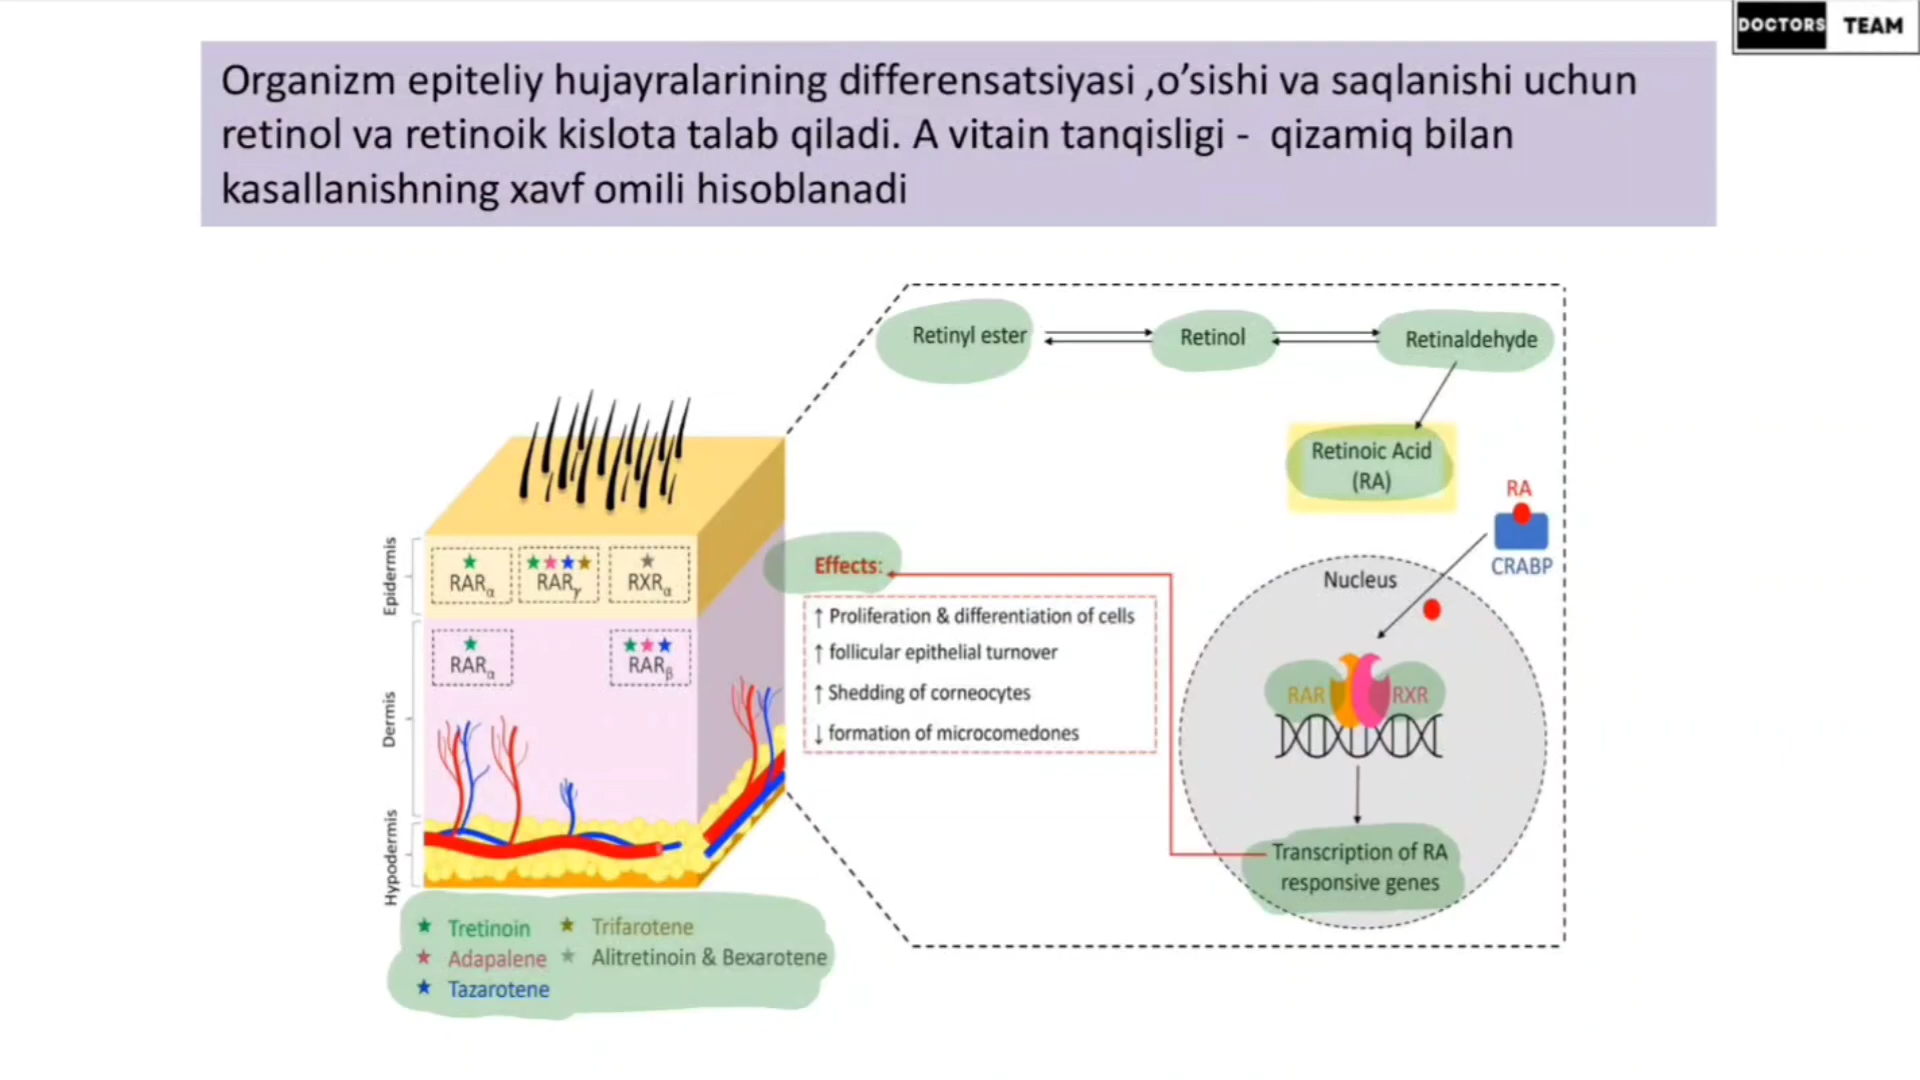 DOCTORS TEAM
Organizm epiteliy hujayralarining differensatsiyasi ,o’sishi va saqlanishi uchun
retinol va retinoik kislota talab qiladi. A vitain tanqisligi - qizamiq bilan
kasallanishning xavf omili hisoblanadi
Retinyl ester
Retinol
Retinaldehyde
Retinoic Acid
(RA)
RA
CRABP
Nucleus
RAR
RXR
Transcription of RA
responsive genes
Effects:
↑ Proliferation & differentiation of cells
↑ follicular epithelial turnover
↑ Shedding of corneocytes
↓ formation of microcomedones
Epidermis
RARα
RARγ
RXRα
Dermis
RARα
RARβ
Hypodermis
★ Tretinoin
★ Trifarotene
★ Adapalene
★ Alitretinoin & Bexarotene
★ Tazarotene